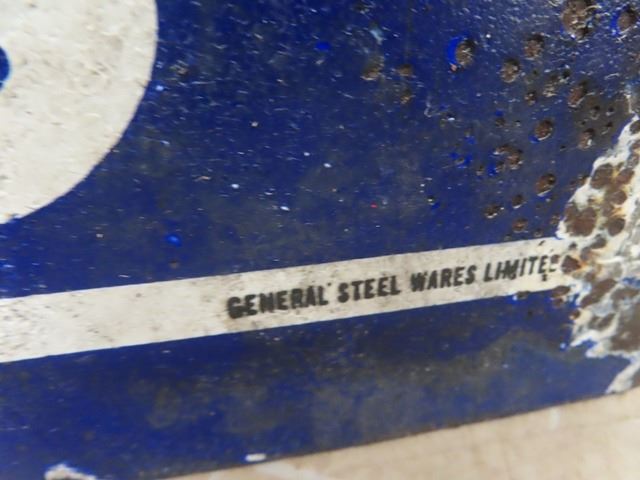 GENERAL STEEL WARES LIMITED